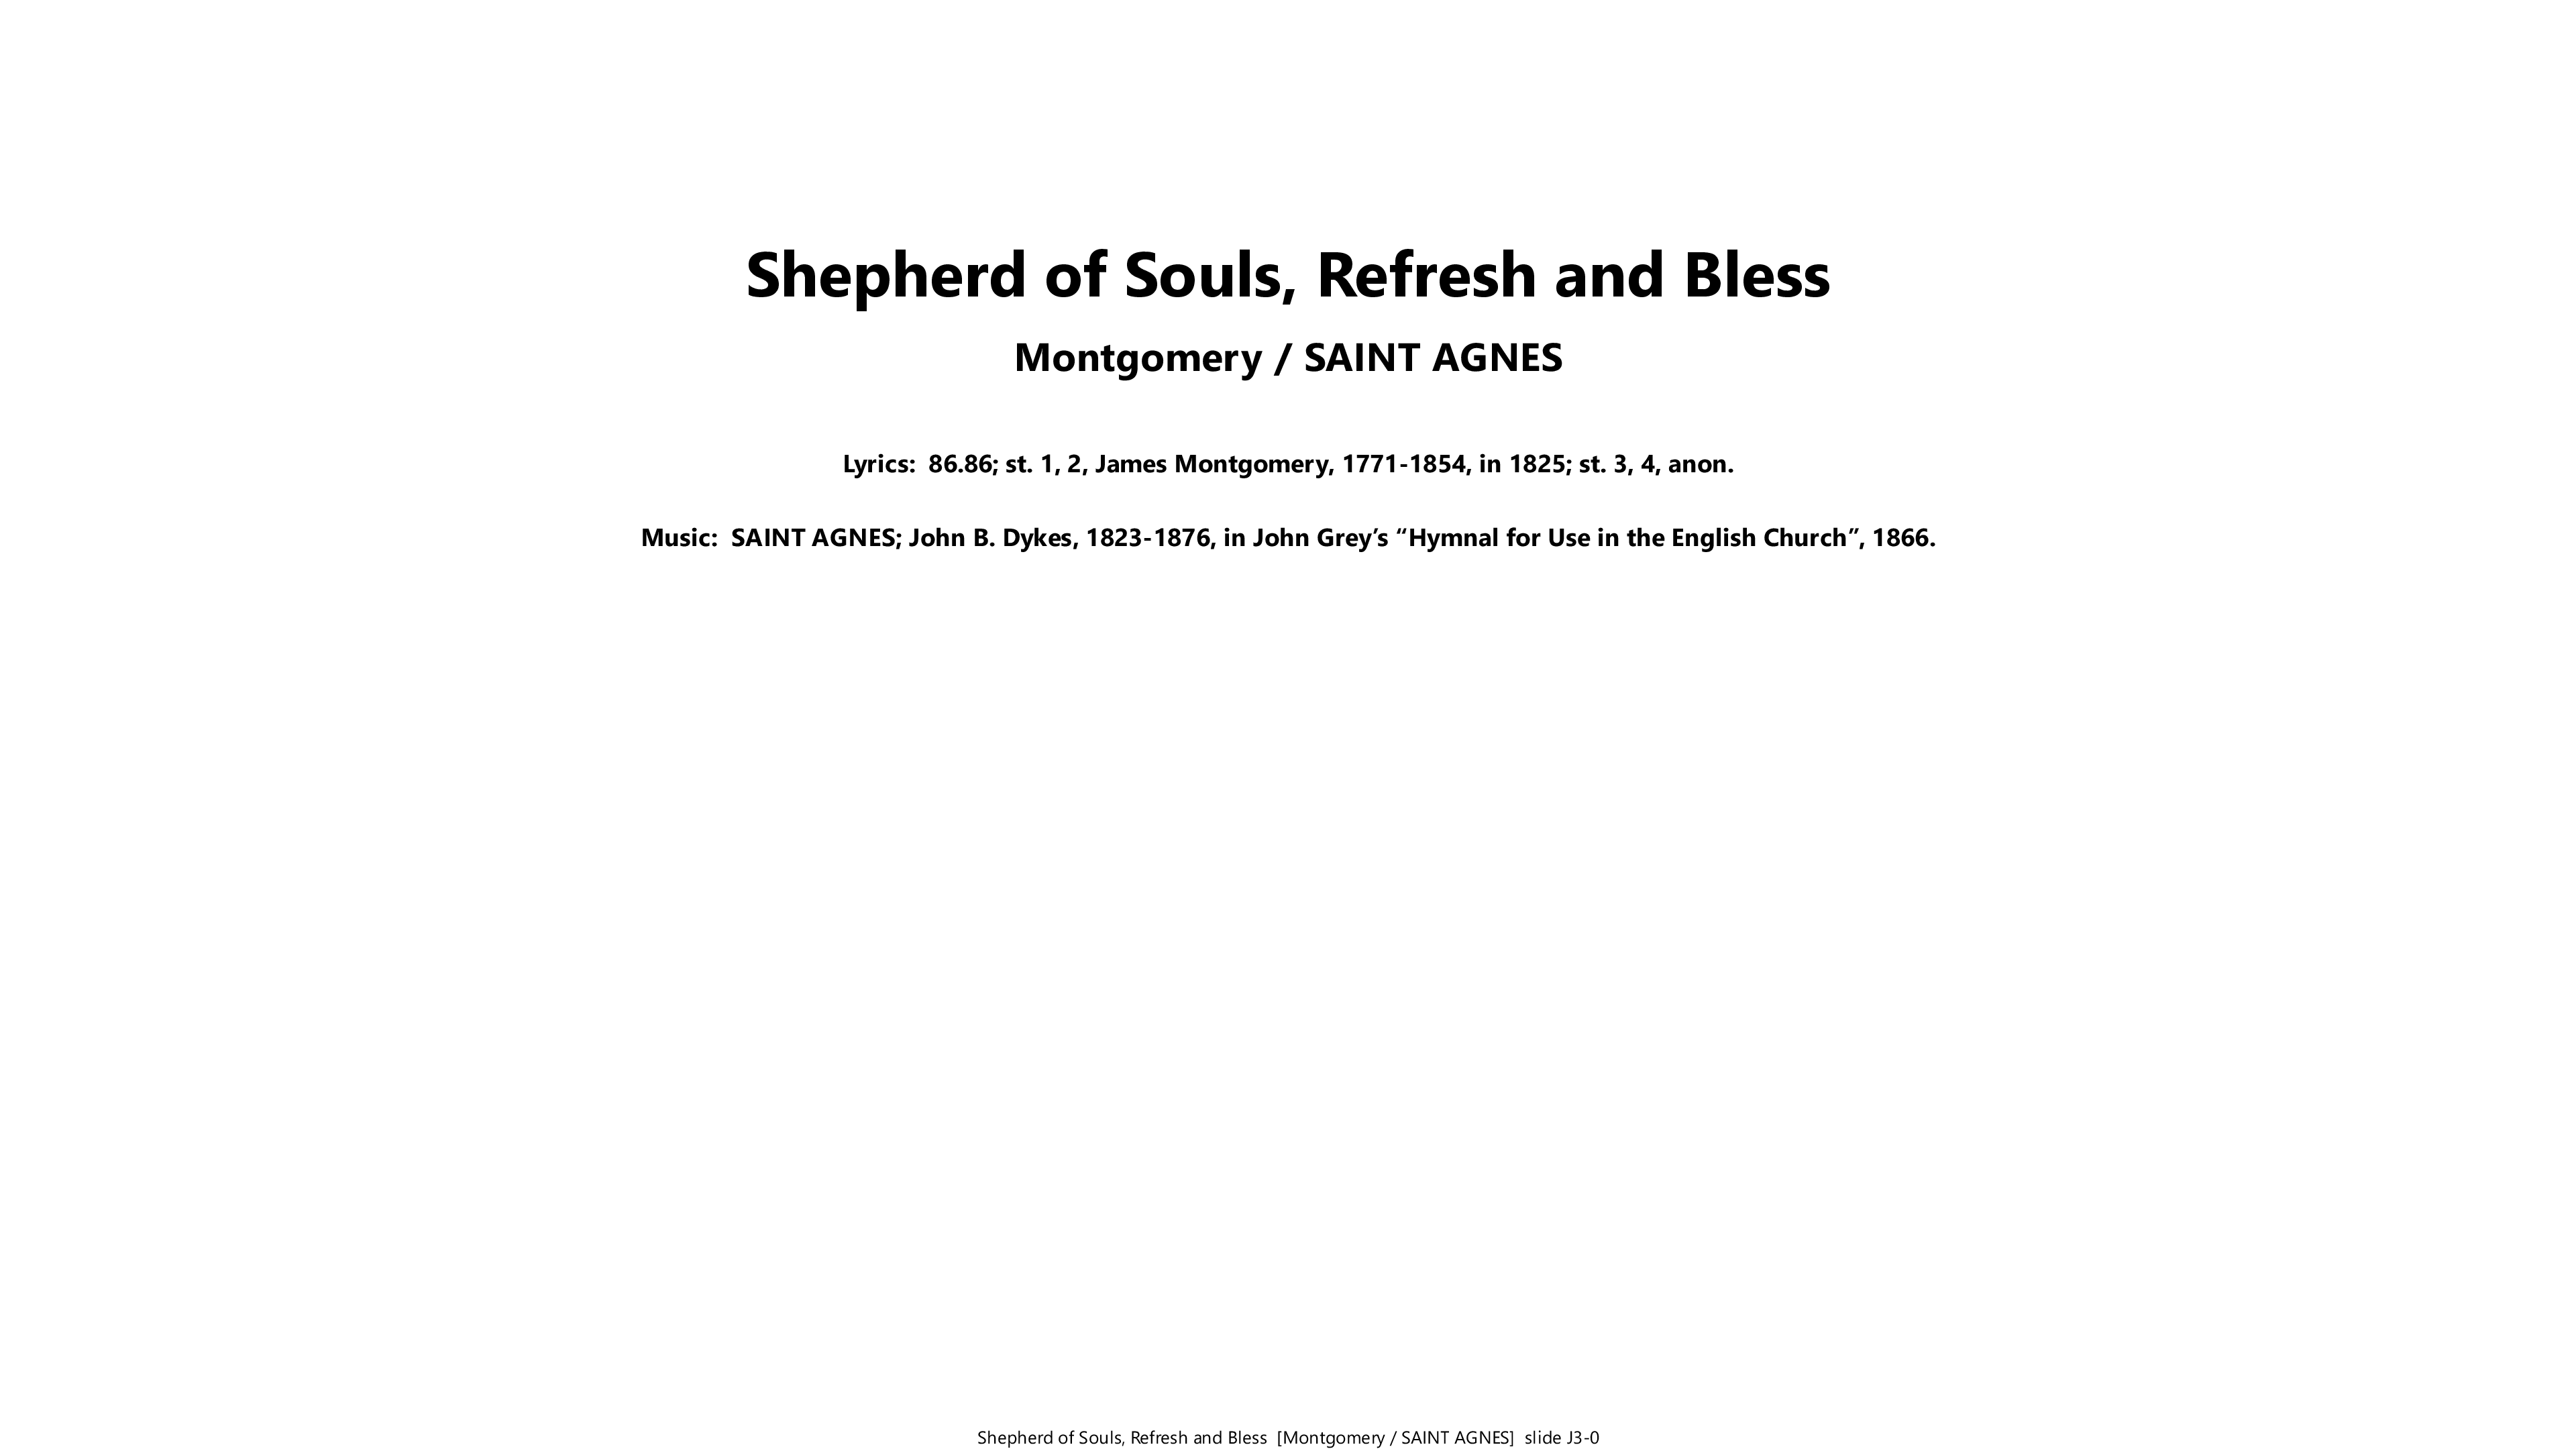 Shepherd of Souls, Refresh and Bless
Montgomery / SAINT AGNES
Lyrics:  86.86; st. 1, 2, James Montgomery, 1771-1854, in 1825; st. 3, 4, anon.
Music:  SAINT AGNES; John B. Dykes, 1823-1876, in John Grey’s “Hymnal for Use in the English Church”, 1866.
Shepherd of Souls, Refresh and Bless  [Montgomery / SAINT AGNES]  slide J3-0